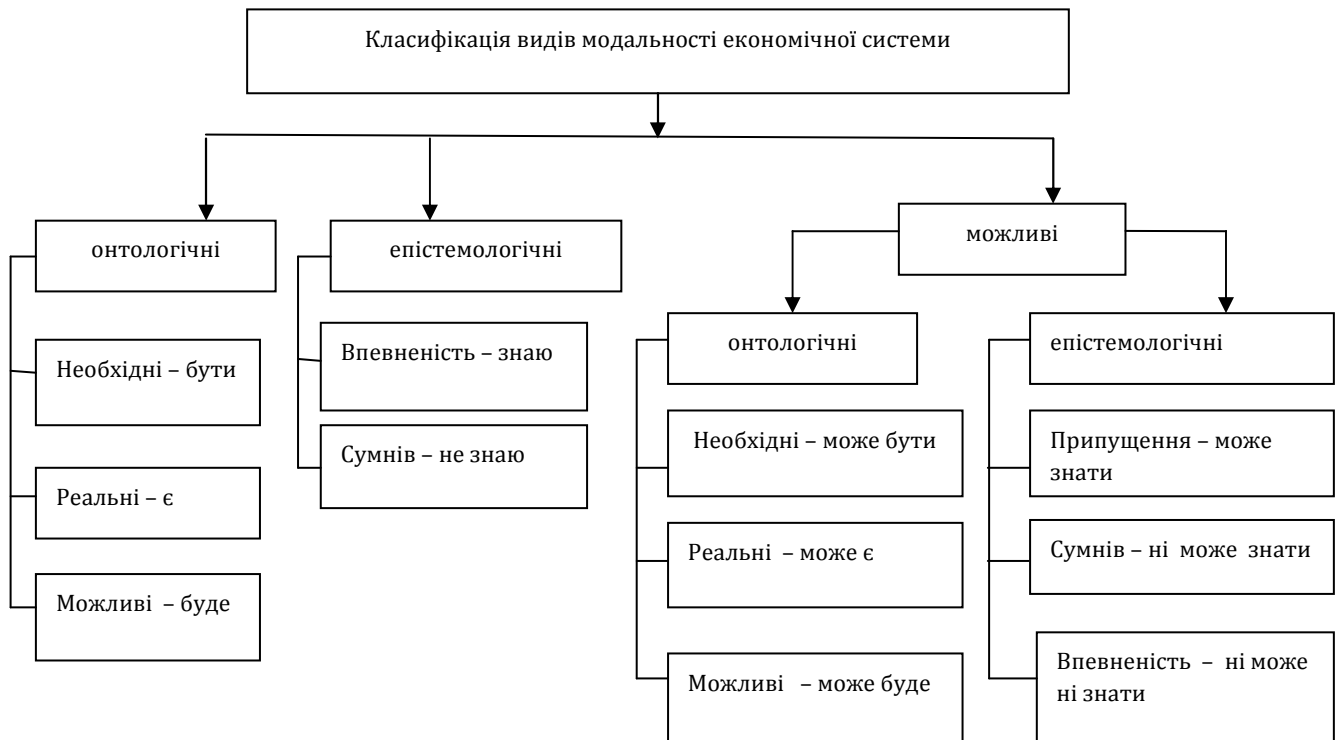 Класифікація видів модальності економічної системи
онтологічні
Необхідні – бути
Реальні – є
Можливі – буде
епістемологічні
Впевненість – знаю
Сумнів – не знаю
можливі
онтологічні
Необхідні – може бути
Реальні – може є
Можливі – може буде
епістемологічні
Припущення – може
знати
Сумнів – ні може знати
Впевненість – ні може
ні знати